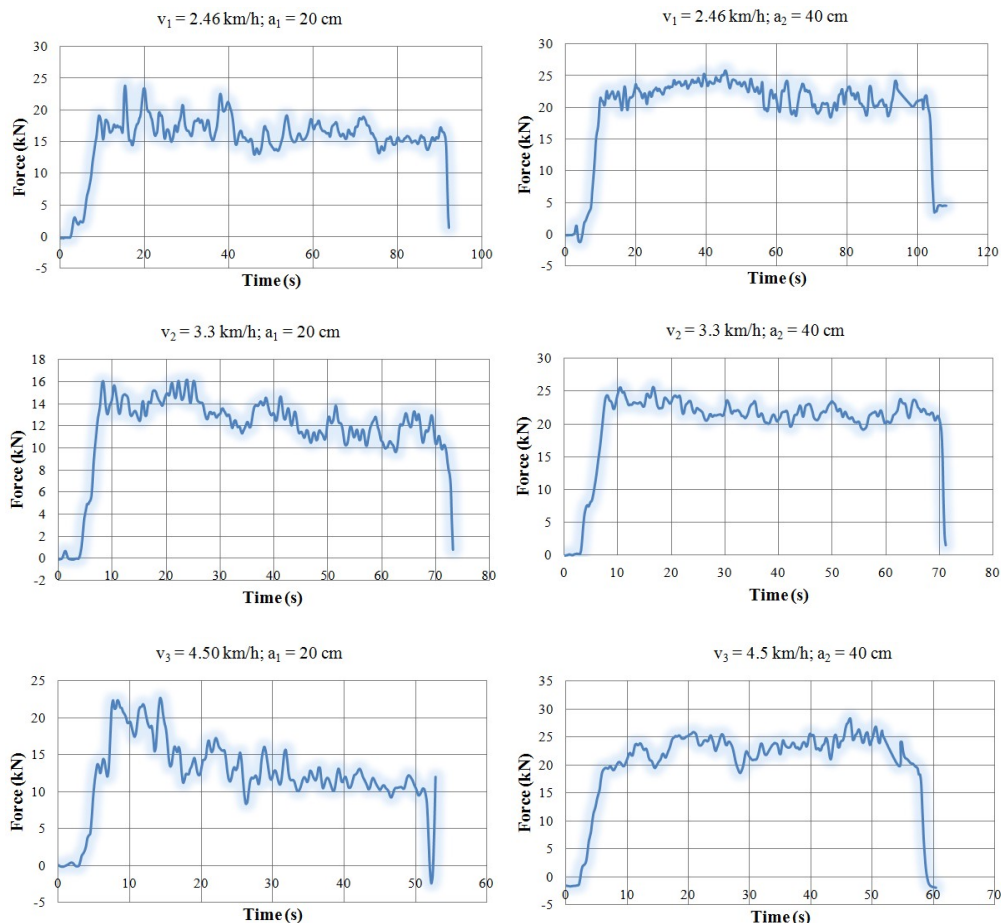 v₁ = 2.46 km/h; a₁ = 20 cm
30
25
20
15
10
5
0
-5
0 20 40 60 80 100
Force (kN)
Time (s)
v₁ = 2.46 km/h; a₂ = 40 cm
30
25
20
15
10
5
0
-5
0 20 40 60 80 100 120
Force (kN)
Time (s)
v₂ = 3.3 km/h; a₁ = 20 cm
18
16
14
12
10
8
6
4
2
0
-2
0 10 20 30 40 50 60 70 80
Force (kN)
Time (s)
v₂ = 3.3 km/h; a₂ = 40 cm
30
25
20
15
10
5
0
0 10 20 30 40 50 60 70 80
Force (kN)
Time (s)
v₃ = 4.50 km/h; a₁ = 20 cm
25
20
15
10
5
0
-5
0 10 20 30 40 50 60
Force (kN)
Time (s)
v₃ = 4.5 km/h; a₂ = 40 cm
35
30
25
20
15
10
5
0
-5
0 10 20 30 40 50 60 70
Force (kN)
Time (s)